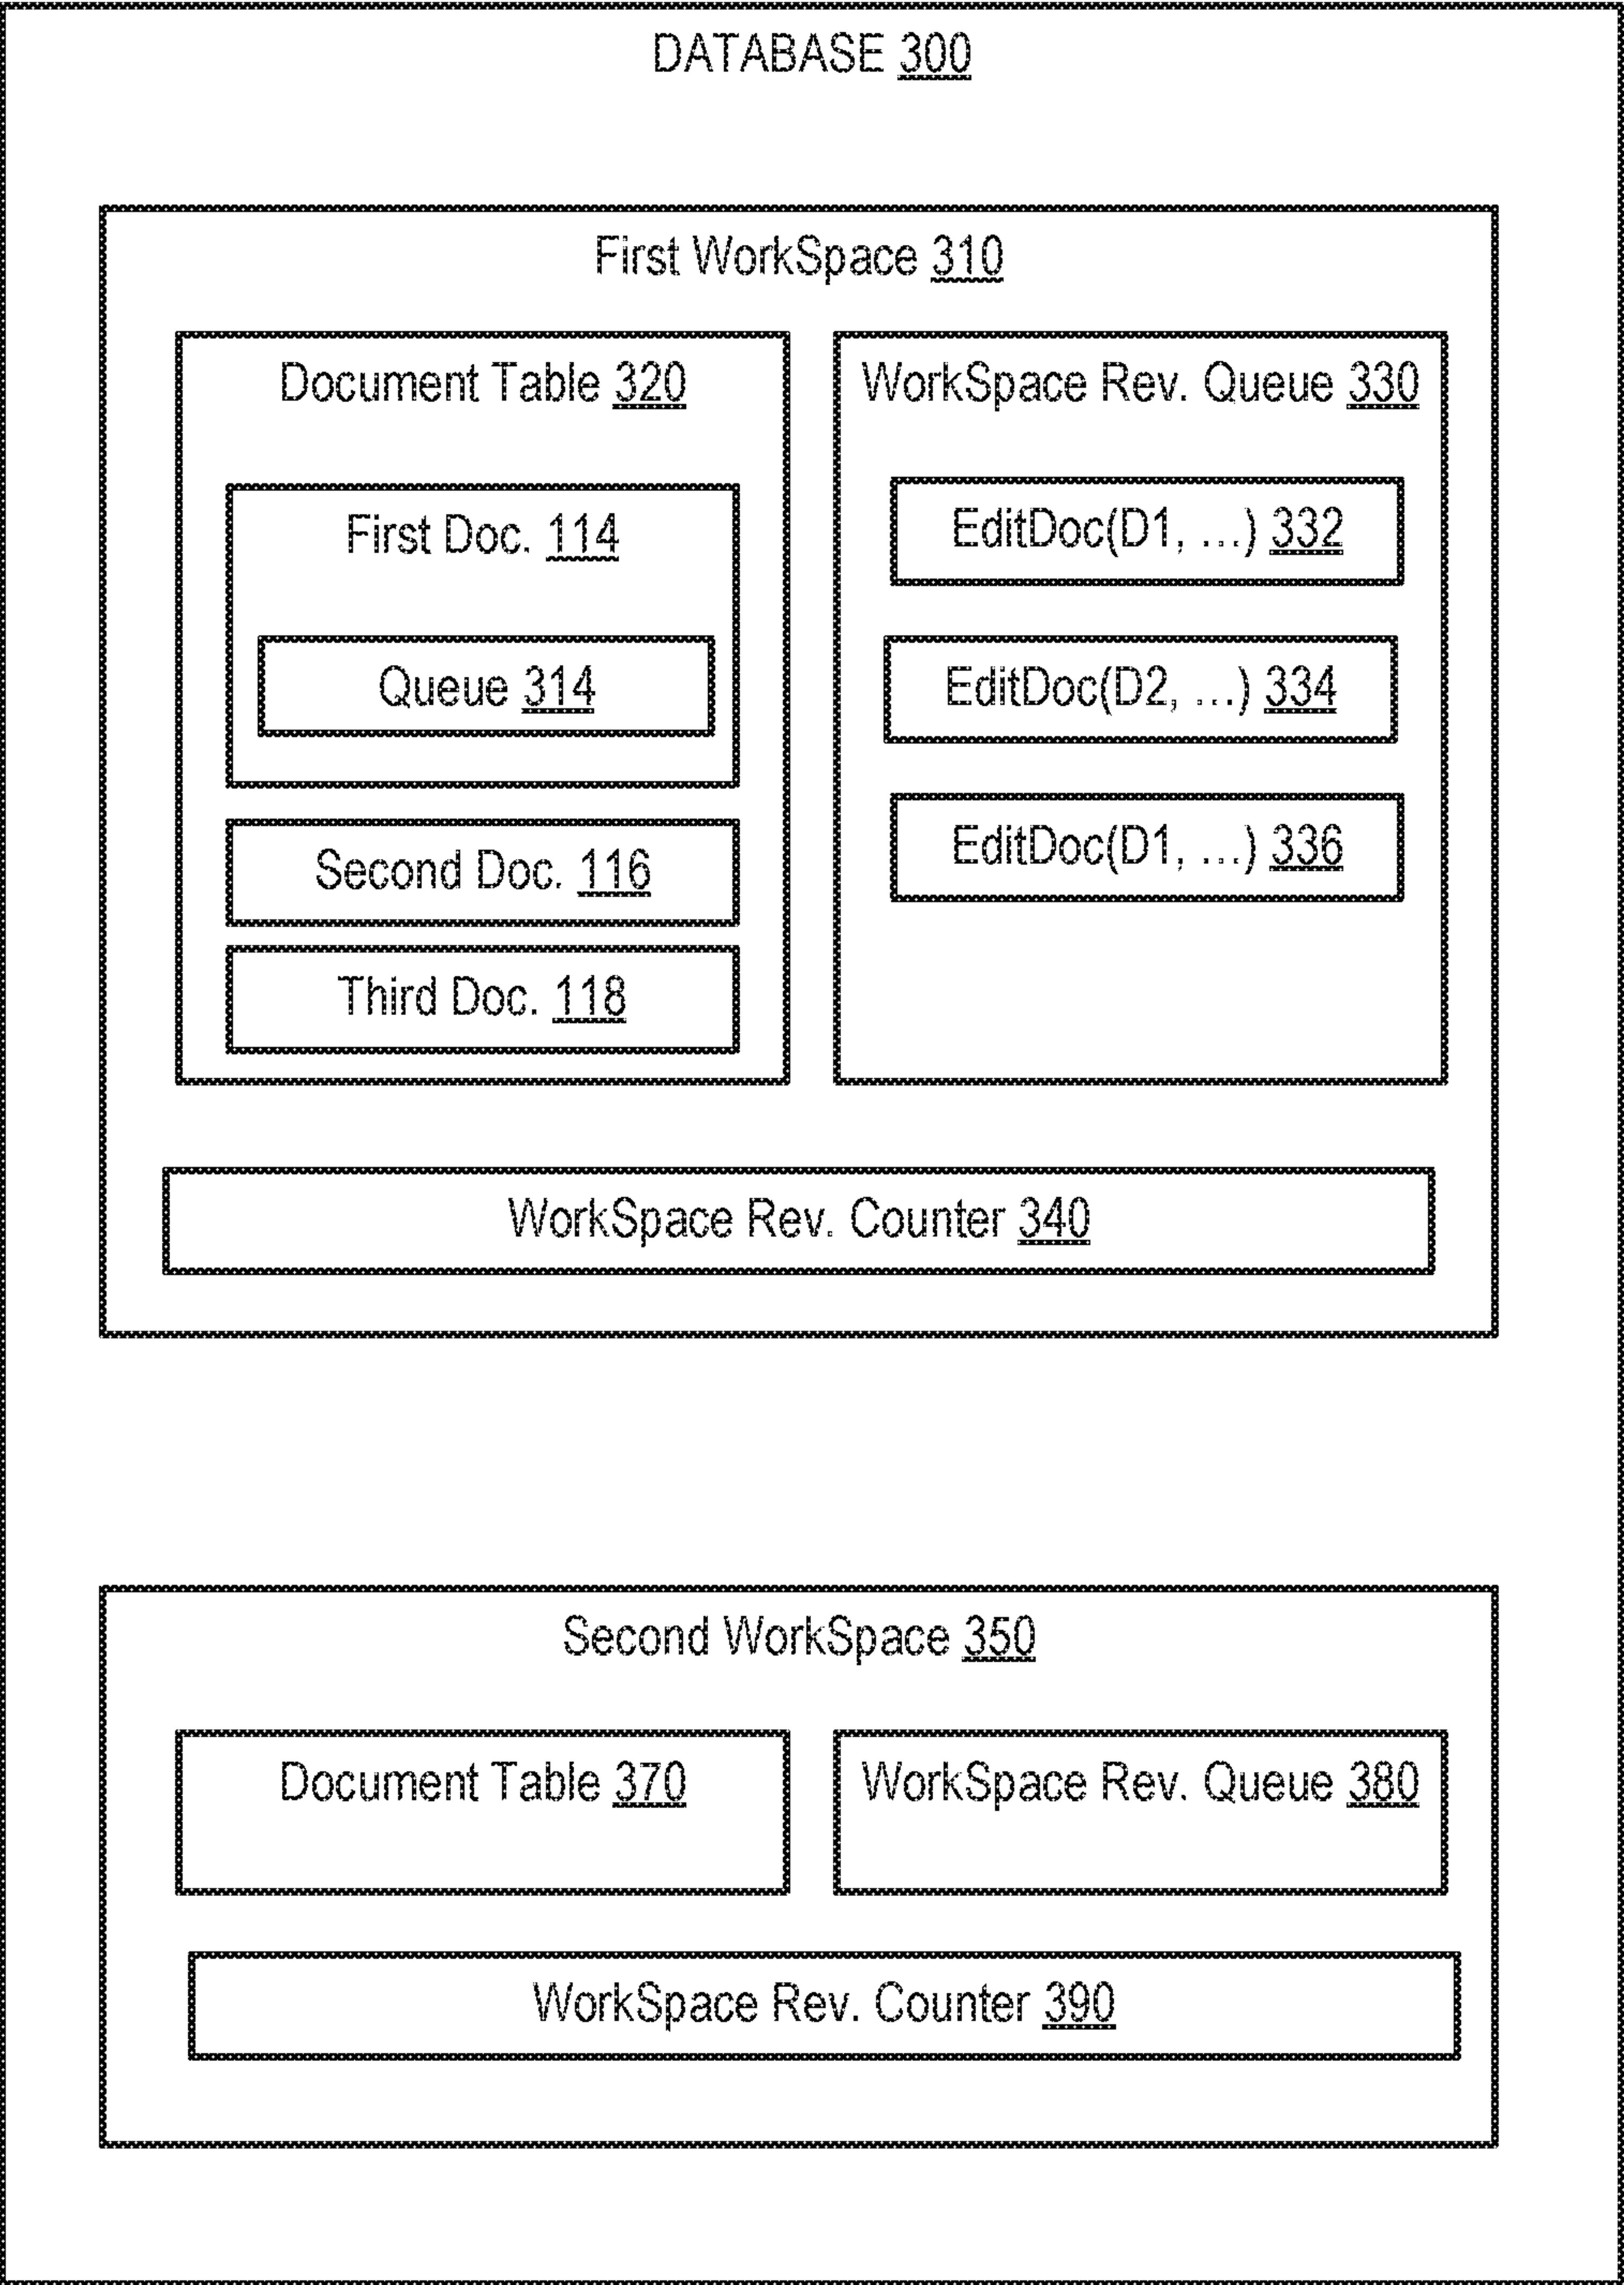 DATABASE 300
First WorkSpace 310
Document Table 320
First Doc. 114
Queue 314
Second Doc. 116
Third Doc. 118
WorkSpace Rev. Queue 330
EditDoc(D1, ...) 332
EditDoc(D2, ...) 334
EditDoc(D1, ...) 336
WorkSpace Rev. Counter 340
Second WorkSpace 350
Document Table 370
WorkSpace Rev. Queue 380
WorkSpace Rev. Counter 390